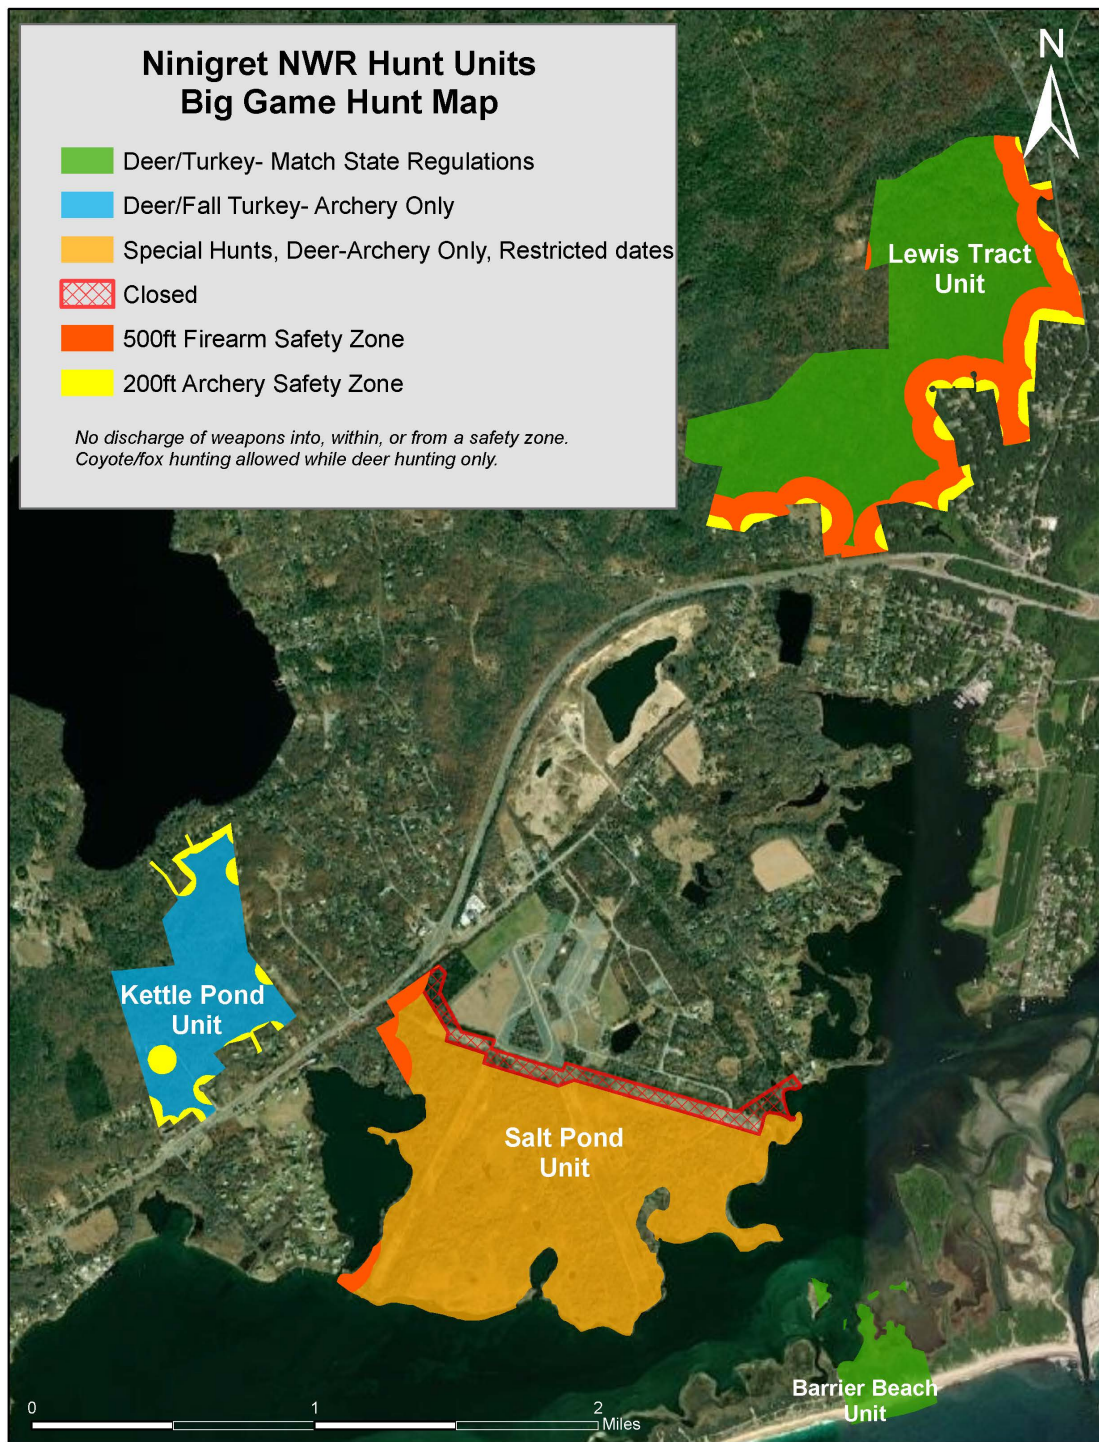 Ninigret NWR Hunt Units
Big Game Hunt Map
Deer/Turkey- Match State Regulations
Deer/Fall Turkey- Archery Only
Special Hunts, Deer-Archery Only, Restricted dates
Closed
500ft Firearm Safety Zone
200ft Archery Safety Zone
No discharge of weapons into, within, or from a safety zone.
Coyote/fox hunting allowed while deer hunting only.
N
Lewis Tract
Unit
Kettle Pond
Unit
Salt Pond
Unit
Barrier Beach
Unit
0 1 2
Miles